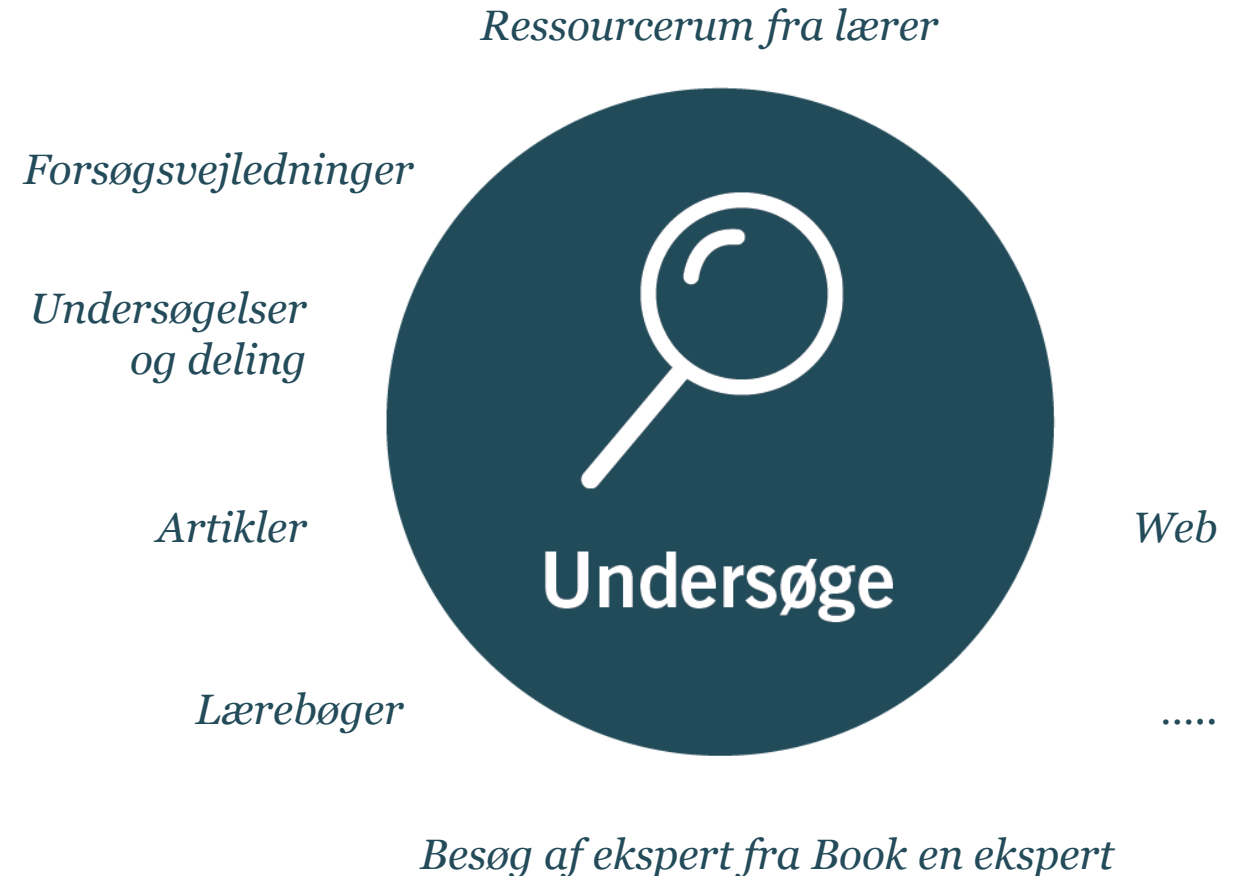 Ressourcerum fra lærer
Forsøgsvejledninger
Undersøgelser
og deling
Artikler
Web
Undersøge
Lærebøger
.....
Besøg af ekspert fra Book en ekspert